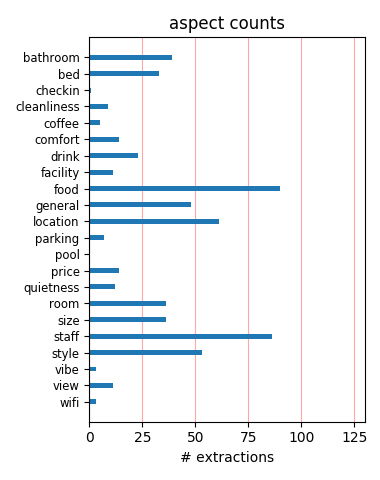 aspect counts
bathroom
bed
checkin
cleanliness
coffee
comfort
drink
facility
food
general
location
parking
pool
price
quietness
room
size
staff
style
vibe
view
wifi
0 25 50 75 100 125
# extractions